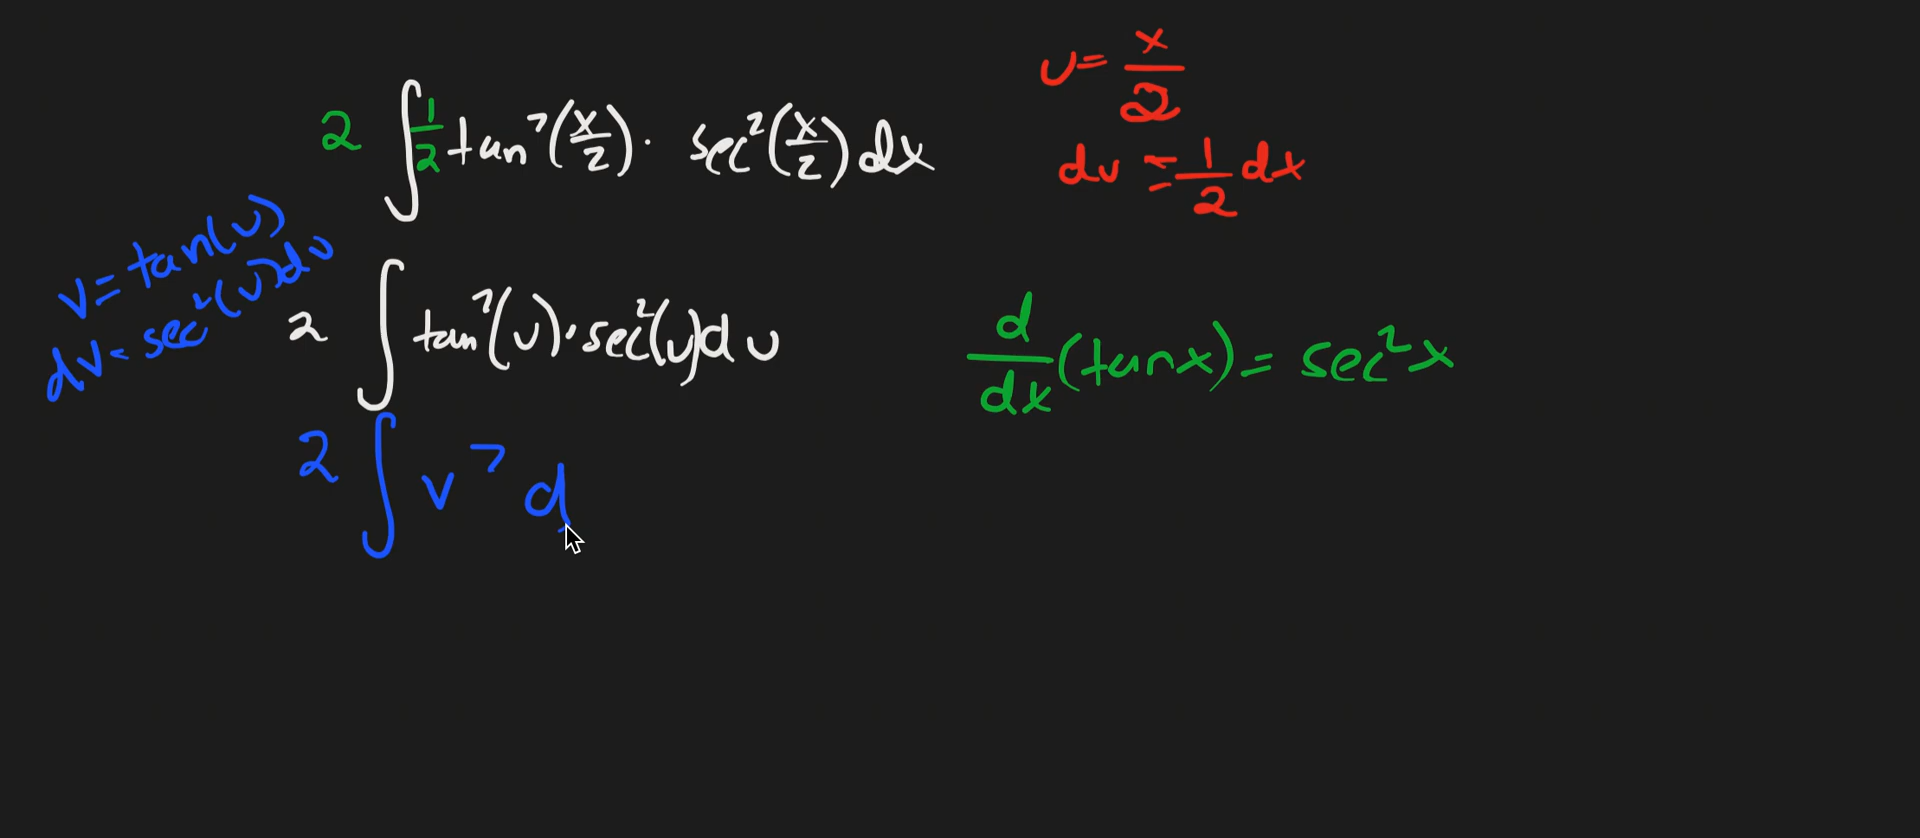 2 ∫ 1/2 tan⁷(x/2) · sec²(x/2) dx
u = x/2
du = 1/2 dx
v = tan(u)
dv = sec²(u) du
2 ∫ tan⁷(u) · sec²(u) du
d/dx (tan x) = sec² x
2 ∫ v⁷ d